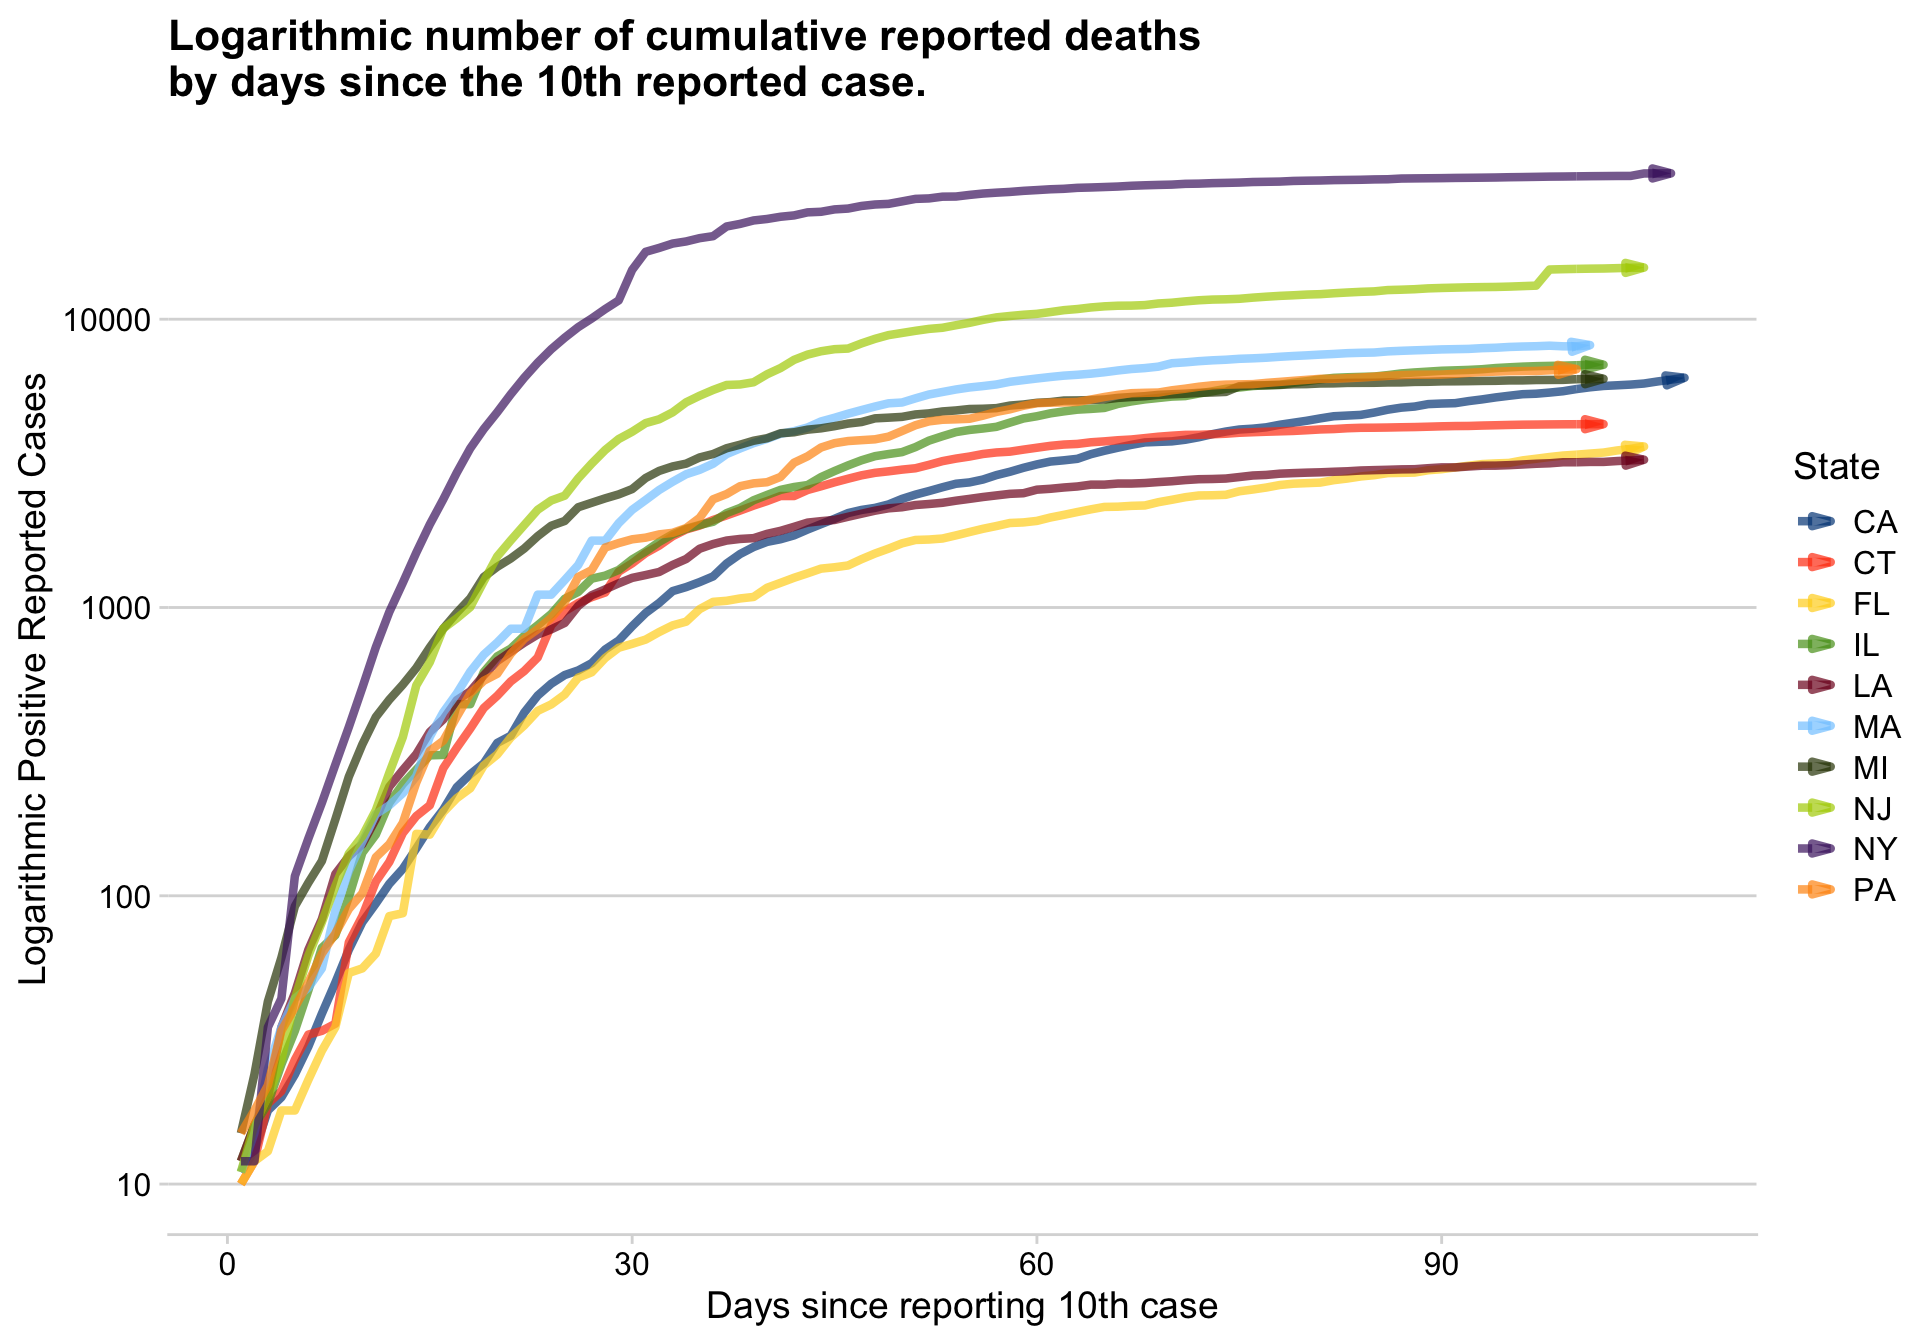 Logarithmic number of cumulative reported deaths
by days since the 10th reported case.
Logarithmic Positive Reported Cases
10000
1000
100
10
0
30
60
90
Days since reporting 10th case
State
CA
CT
FL
IL
LA
MA
MI
NJ
NY
PA